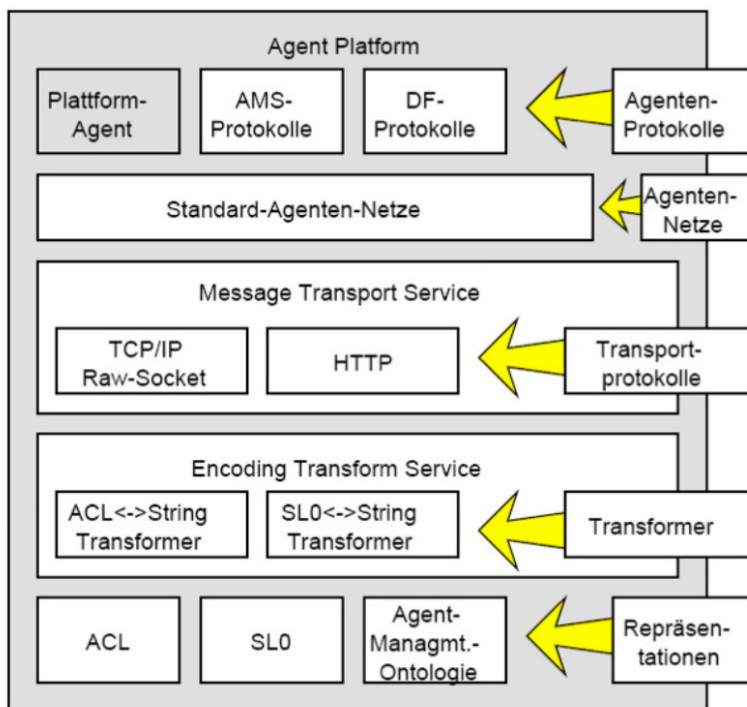 Agent Platform
Plattform-
Agent
AMS-
Protokolle
DF-
Protokolle
Agenten-
Protokolle
Standard-Agenten-Netze
Agenten-
Netze
Message Transport Service
TCP/IP
Raw-Socket
HTTP
Transport-
protokolle
Encoding Transform Service
ACL<->String
Transformer
SL0<->String
Transformer
Transformer
ACL
SL0
Agent-
Managmt.-
Ontologie
Repräsen-
tationen